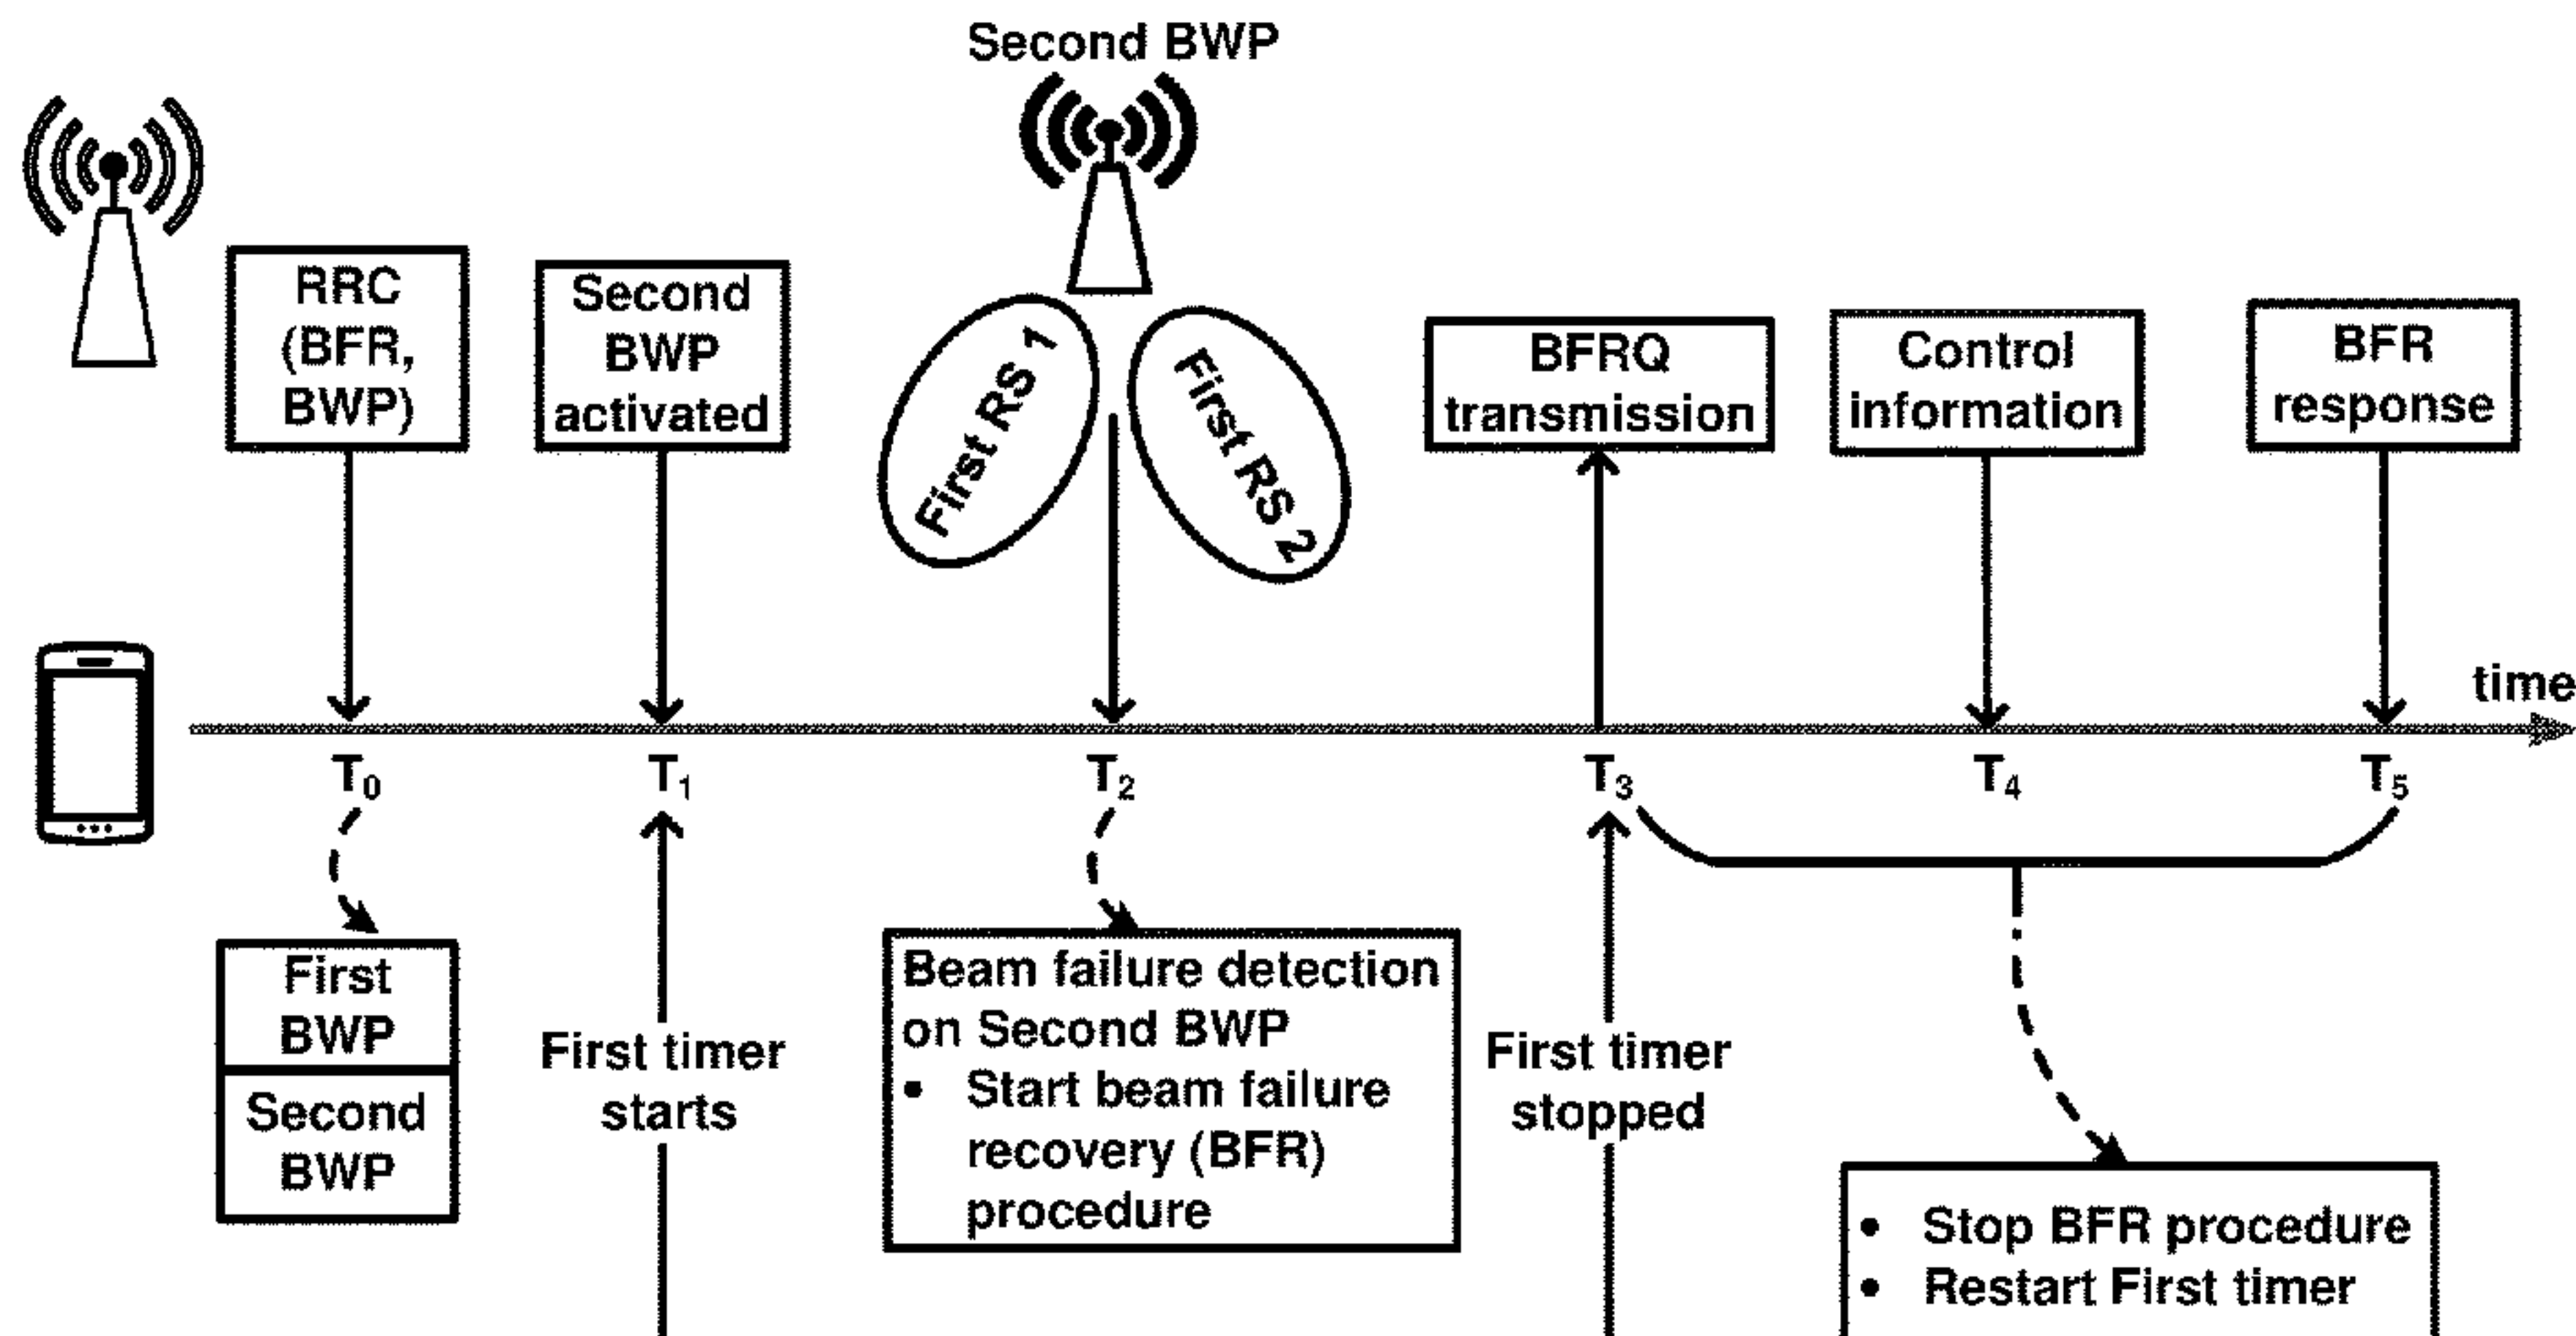 Second BWP
RRC
(BFR,
BWP)
Second
BWP
activated
First RS 1
First RS 2
BFRQ
transmission
Control
information
BFR
response
time
T0
T1
T2
T3
T4
T5
First
BWP
Second
BWP
First timer
starts
Beam failure detection
on Second BWP
• Start beam failure
recovery (BFR)
procedure
First timer
stopped
• Stop BFR procedure
• Restart First timer